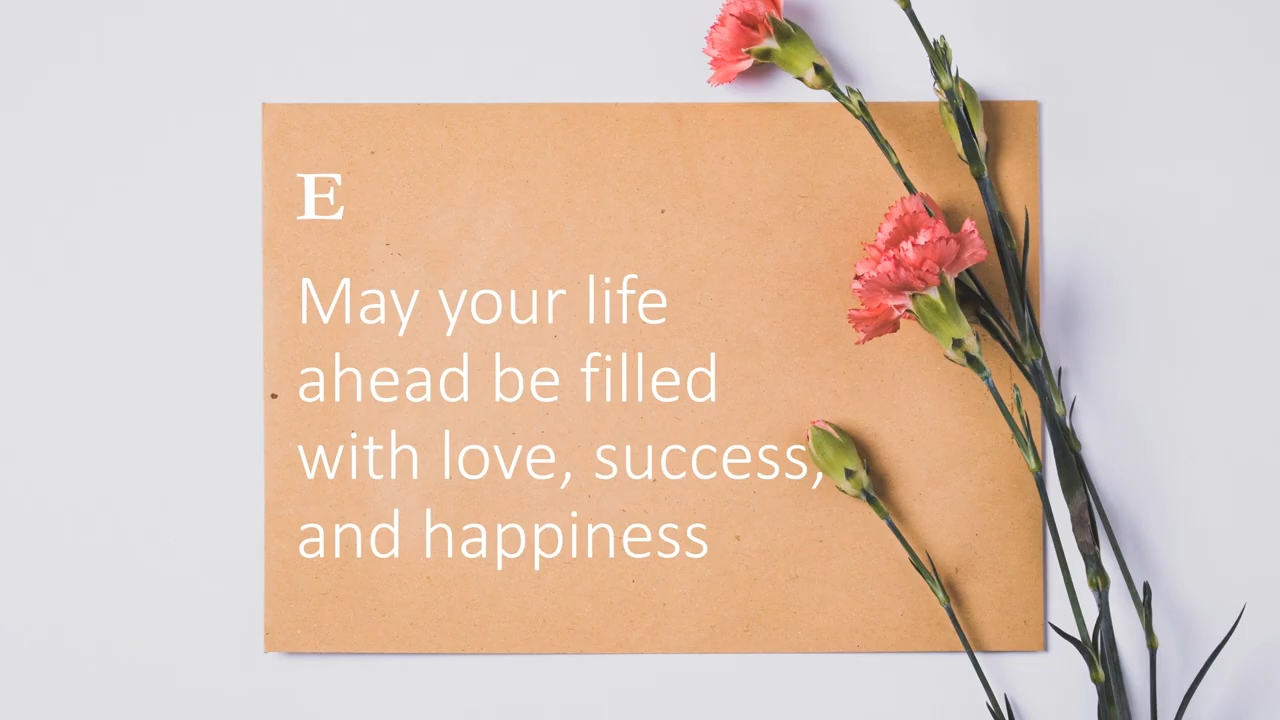 E
May your life
ahead be filled
with love, success,
and happiness